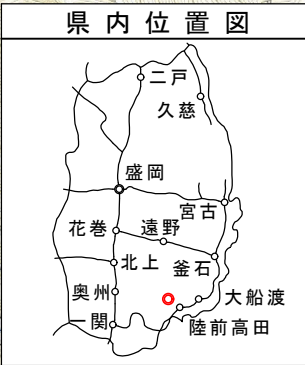 県内位置図
二戸
久慈
盛岡
宮古
花巻
遠野
北上
釜石
奥州
大船渡
一関
陸前高田